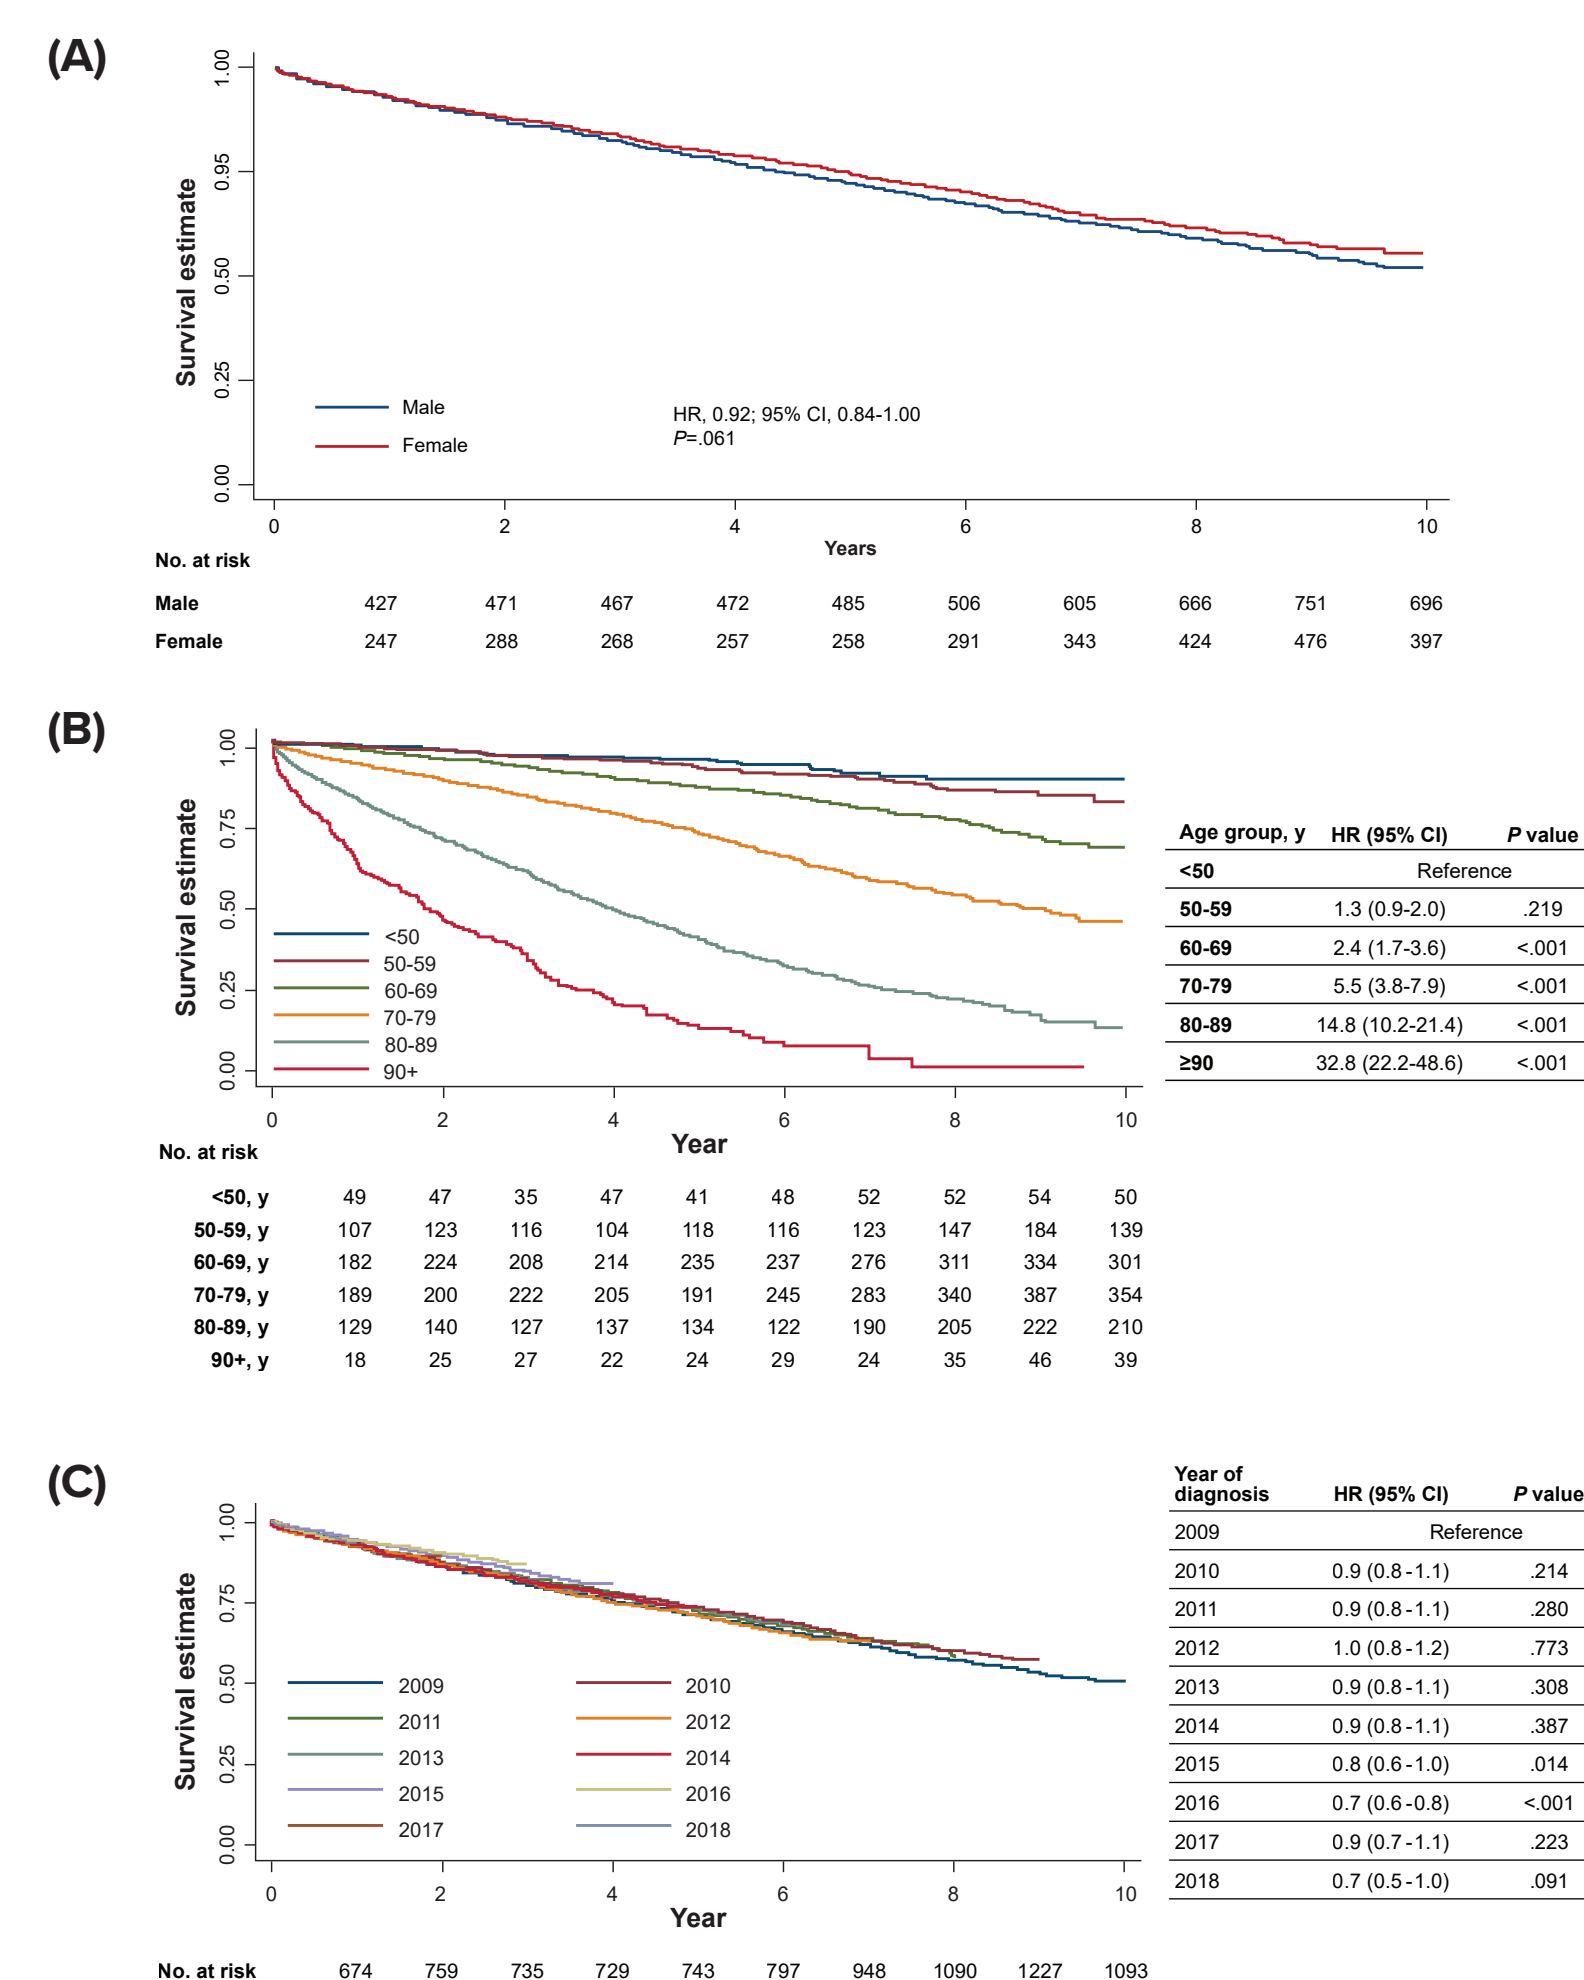 (A)
Survival estimate
1.00
0.95
0.50
0.25
0.00
Male
Female
HR, 0.92; 95% CI, 0.84-1.00
P=.061
0 2 4 6 8 10
Years
No. at risk
Male 427 471 467 472 485 506 605 666 751 696
Female 247 288 268 257 258 291 343 424 476 397
(B)
Survival estimate
1.00
0.75
0.50
0.25
0.00
<50
50-59
60-69
70-79
80-89
90+
0 2 4 6 8 10
Year
Age group, y HR (95% CI) P value
<50 Reference
50-59 1.3 (0.9-2.0) .219
60-69 2.4 (1.7-3.6) <.001
70-79 5.5 (3.8-7.9) <.001
80-89 14.8 (10.2-21.4) <.001
≥90 32.8 (22.2-48.6) <.001
No. at risk
<50, y 49 47 35 47 41 48 52 52 54 50
50-59, y 107 123 116 104 118 116 123 147 184 139
60-69, y 182 224 208 214 235 237 276 311 334 301
70-79, y 189 200 222 205 191 245 283 340 387 354
80-89, y 129 140 127 137 134 122 190 205 222 210
90+, y 18 25 27 22 24 29 24 35 46 39
(C)
Survival estimate
1.00
0.75
0.50
0.25
0.00
2009 2010
2011 2012
2013 2014
2015 2016
2017 2018
0 2 4 6 8 10
Year
Year of
diagnosis HR (95% CI) P value
2009 Reference
2010 0.9 (0.8-1.1) .214
2011 0.9 (0.8-1.1) .280
2012 1.0 (0.8-1.2) .773
2013 0.9 (0.8-1.1) .308
2014 0.9 (0.8-1.1) .387
2015 0.8 (0.6-1.0) .014
2016 0.7 (0.6-0.8) <.001
2017 0.9 (0.7-1.1) .223
2018 0.7 (0.5-1.0) .091
No. at risk 674 759 735 729 743 797 948 1090 1227 1093